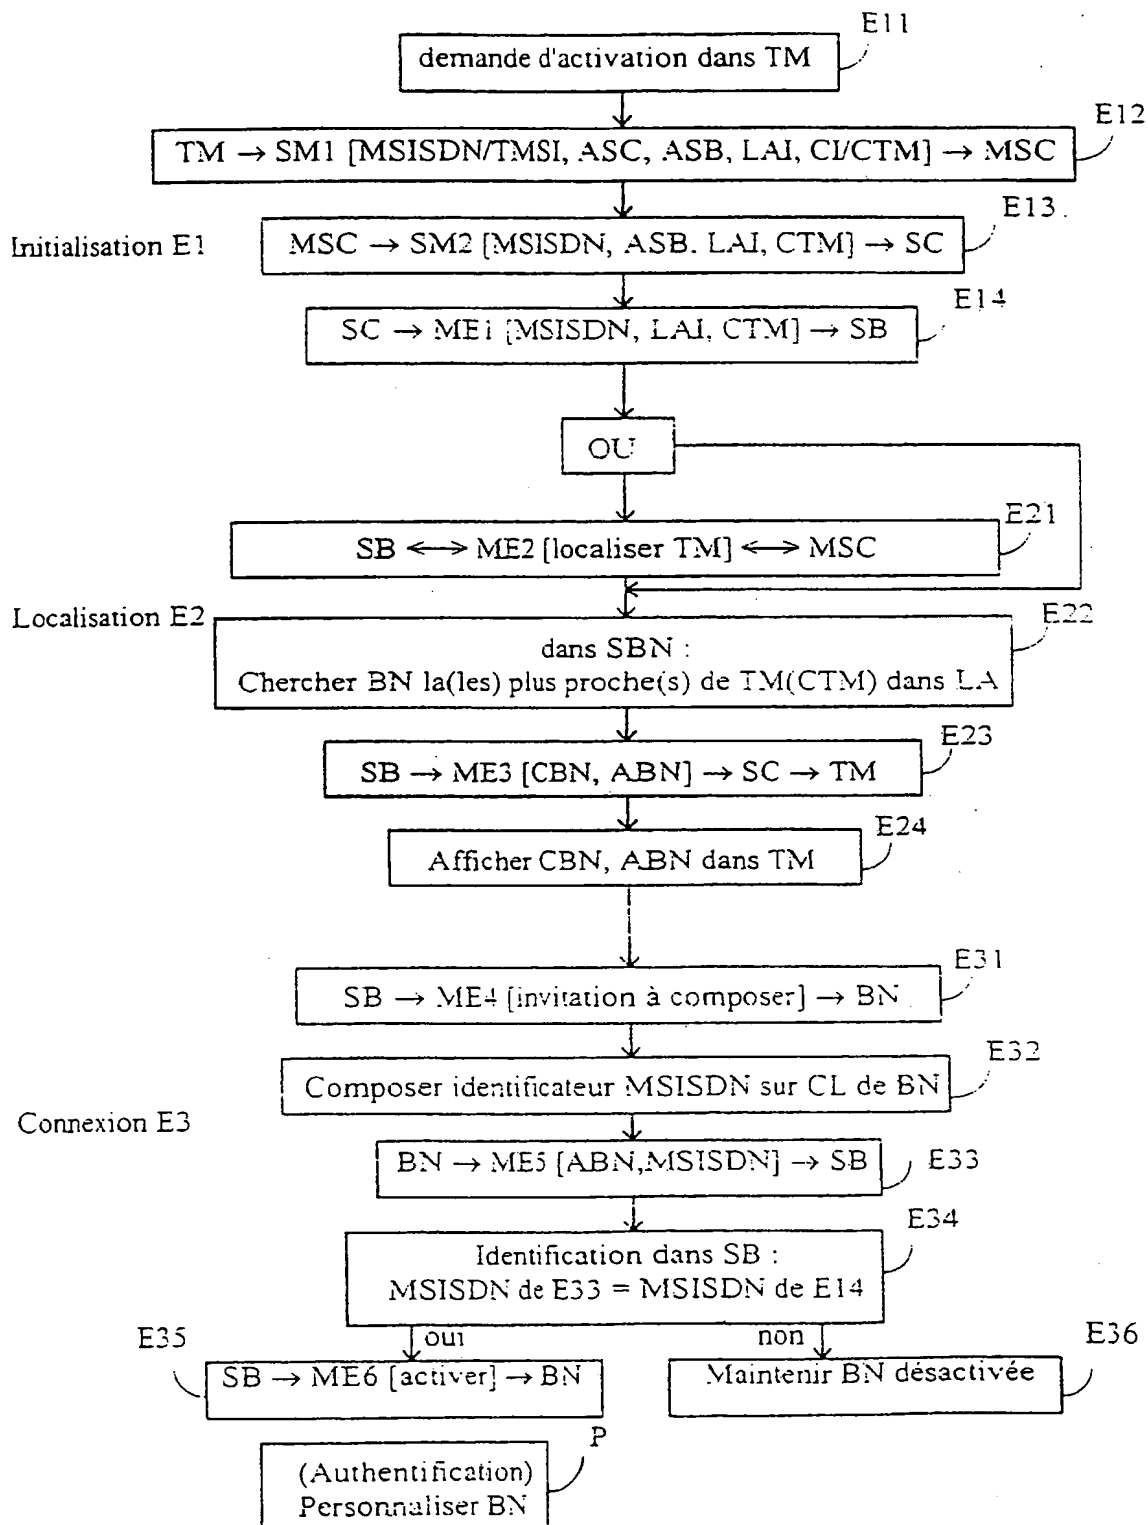 E11
demande d'activation dans TM
E12
TM → SM1 [MSISDN/TMSI, ASC, ASB, LAI, CI/CTM] → MSC
E13
Initialisation E1
MSC → SM2 [MSISDN, ASB. LAI, CTM] → SC
E14
SC → ME1 [MSISDN, LAI, CTM] → SB
OU
E21
SB ⟷ ME2 [localiser TM] ⟷ MSC
Localisation E2
E22
dans SBN :
Chercher BN la(les) plus proche(s) de TM(CTM) dans LA
E23
SB → ME3 [CBN, ABN] → SC → TM
E24
Afficher CBN, ABN dans TM
E31
SB → ME4 [invitation à composer] → BN
E32
Composer identificateur MSISDN sur CL de BN
Connexion E3
BN → ME5 [ABN,MSISDN] → SB
E33
E34
Identification dans SB :
MSISDN de E33 = MSISDN de E14
E35
oui
non
E36
SB → ME6 [activer] → BN
Maintenir BN désactivée
P
(Authentification)
Personnaliser BN